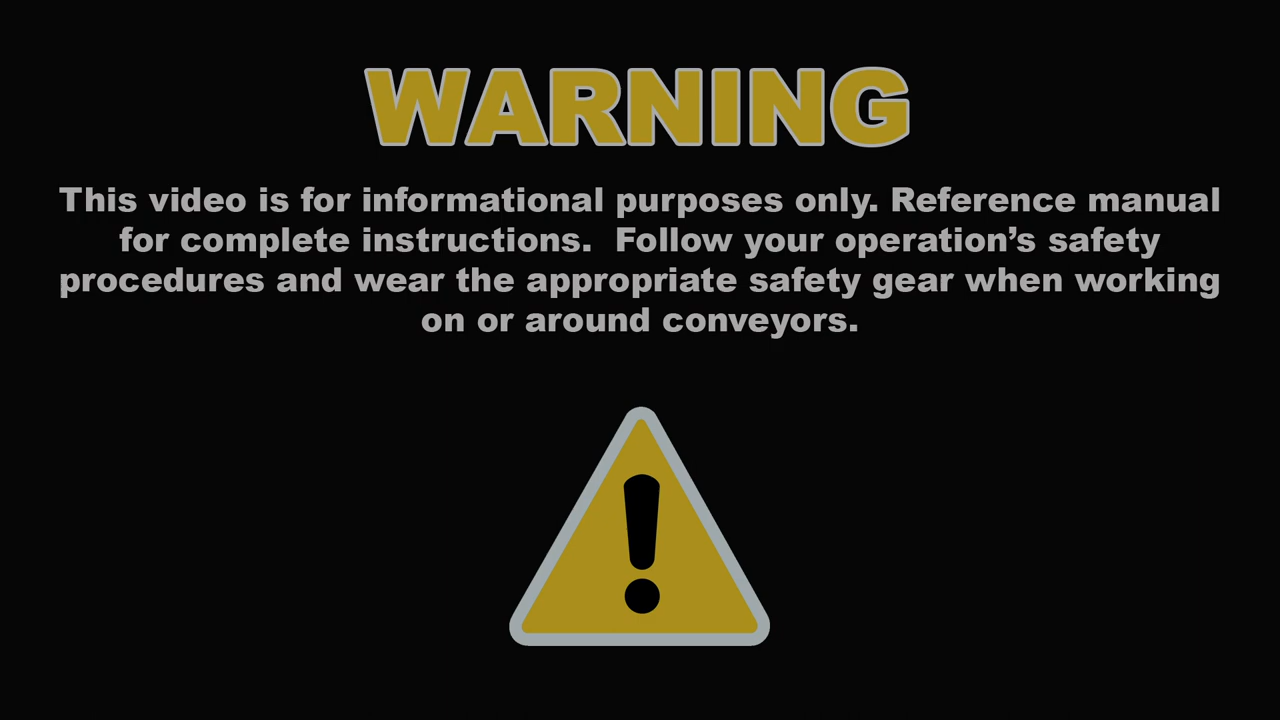 WARNING
This video is for informational purposes only. Reference manual
for complete instructions.  Follow your operation’s safety
procedures and wear the appropriate safety gear when working
on or around conveyors.